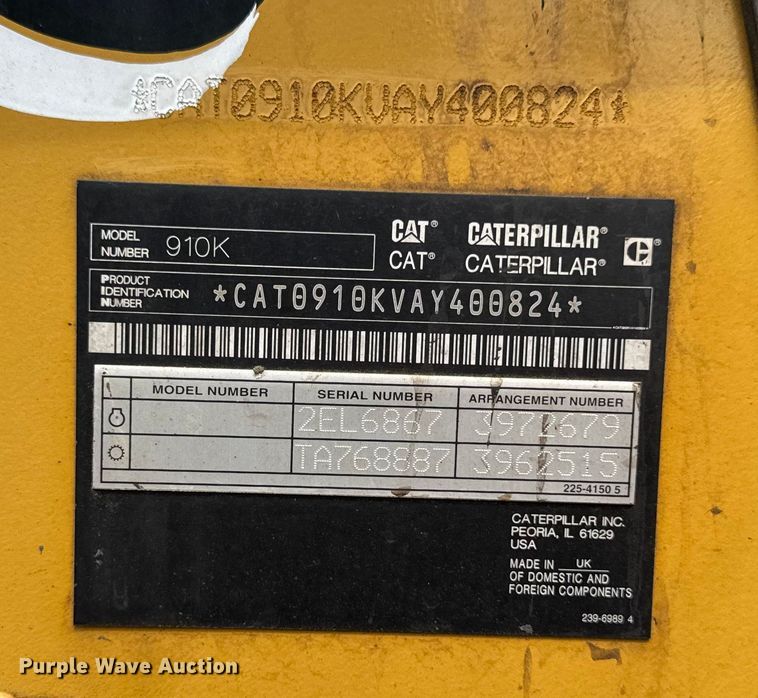 *CAT0910KVAY400824*
MODEL NUMBER 910K
CAT® CATERPILLAR®
CAT® CATERPILLAR®
PRODUCT IDENTIFICATION NUMBER *CAT0910KVAY400824*
MODEL NUMBER SERIAL NUMBER ARRANGEMENT NUMBER
2EL6867 3972679
TA768887 3962515
225-4150 5
CATERPILLAR INC.
PEORIA, IL 61629
USA
MADE IN UK
OF DOMESTIC AND
FOREIGN COMPONENTS
239-6989 4
Purple Wave Auction